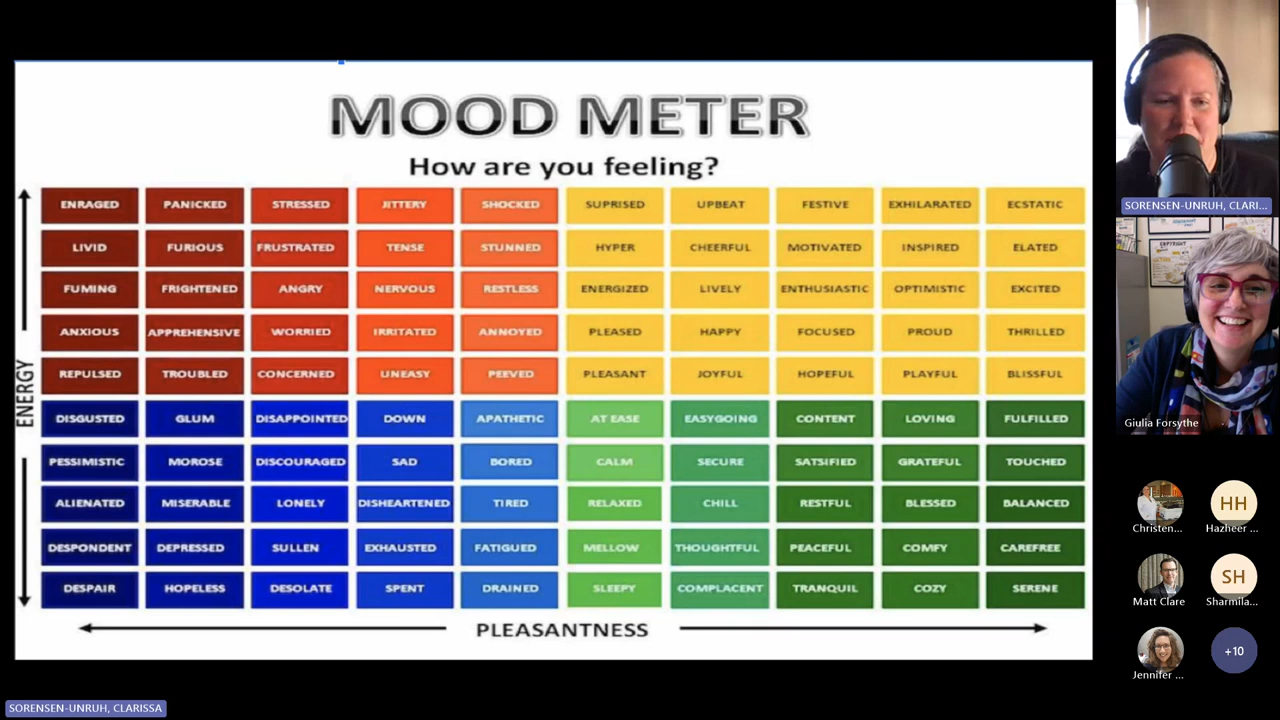 MOOD METER
How are you feeling?
ENRAGED PANICKED STRESSED JITTERY SHOCKED SUPRISED UPBEAT FESTIVE EXHILARATED ECSTATIC
LIVID FURIOUS FRUSTRATED TENSE STUNNED HYPER CHEERFUL MOTIVATED INSPIRED ELATED
FUMING FRIGHTENED ANGRY NERVOUS RESTLESS ENERGIZED LIVELY ENTHUSIASTIC OPTIMISTIC EXCITED
ANXIOUS APPREHENSIVE WORRIED IRRITATED ANNOYED PLEASED HAPPY FOCUSED PROUD THRILLED
REPULSED TROUBLED CONCERNED UNEASY PEEVED PLEASANT JOYFUL HOPEFUL PLAYFUL BLISSFUL
DISGUSTED GLUM DISAPPOINTED DOWN APATHETIC AT EASE EASYGOING CONTENT LOVING FULFILLED
PESSIMISTIC MOROSE DISCOURAGED SAD BORED CALM SECURE SATSIFIED GRATEFUL TOUCHED
ALIENATED MISERABLE LONELY DISHEARTENED TIRED RELAXED CHILL RESTFUL BLESSED BALANCED
DESPONDENT DEPRESSED SULLEN EXHAUSTED FATIGUED MELLOW THOUGHTFUL PEACEFUL COMFY CAREFREE
DESPAIR HOPELESS DESOLATE SPENT DRAINED SLEEPY COMPLACENT TRANQUIL COZY SERENE
ENERGY
PLEASANTNESS
SORENSEN-UNRUH, CLARISSA
SORENSEN-UNRUH, CLARI...
COPYRIGHT
Giulia Forsythe
Christen...
HH
Hazheer ...
Matt Clare
SH
Sharmila...
Jennifer ...
+10